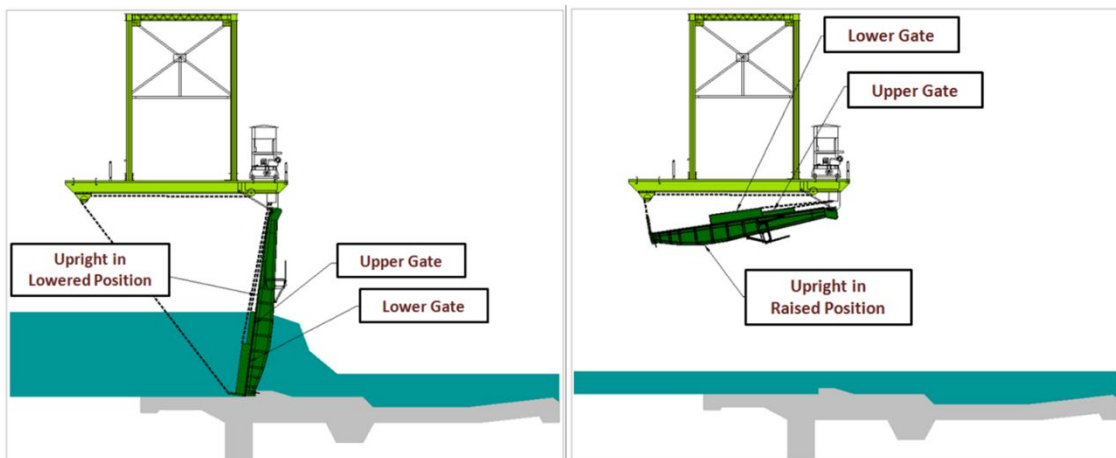 Upright in
Lowered Position
Upper Gate
Lower Gate
Lower Gate
Upper Gate
Upright in
Raised Position